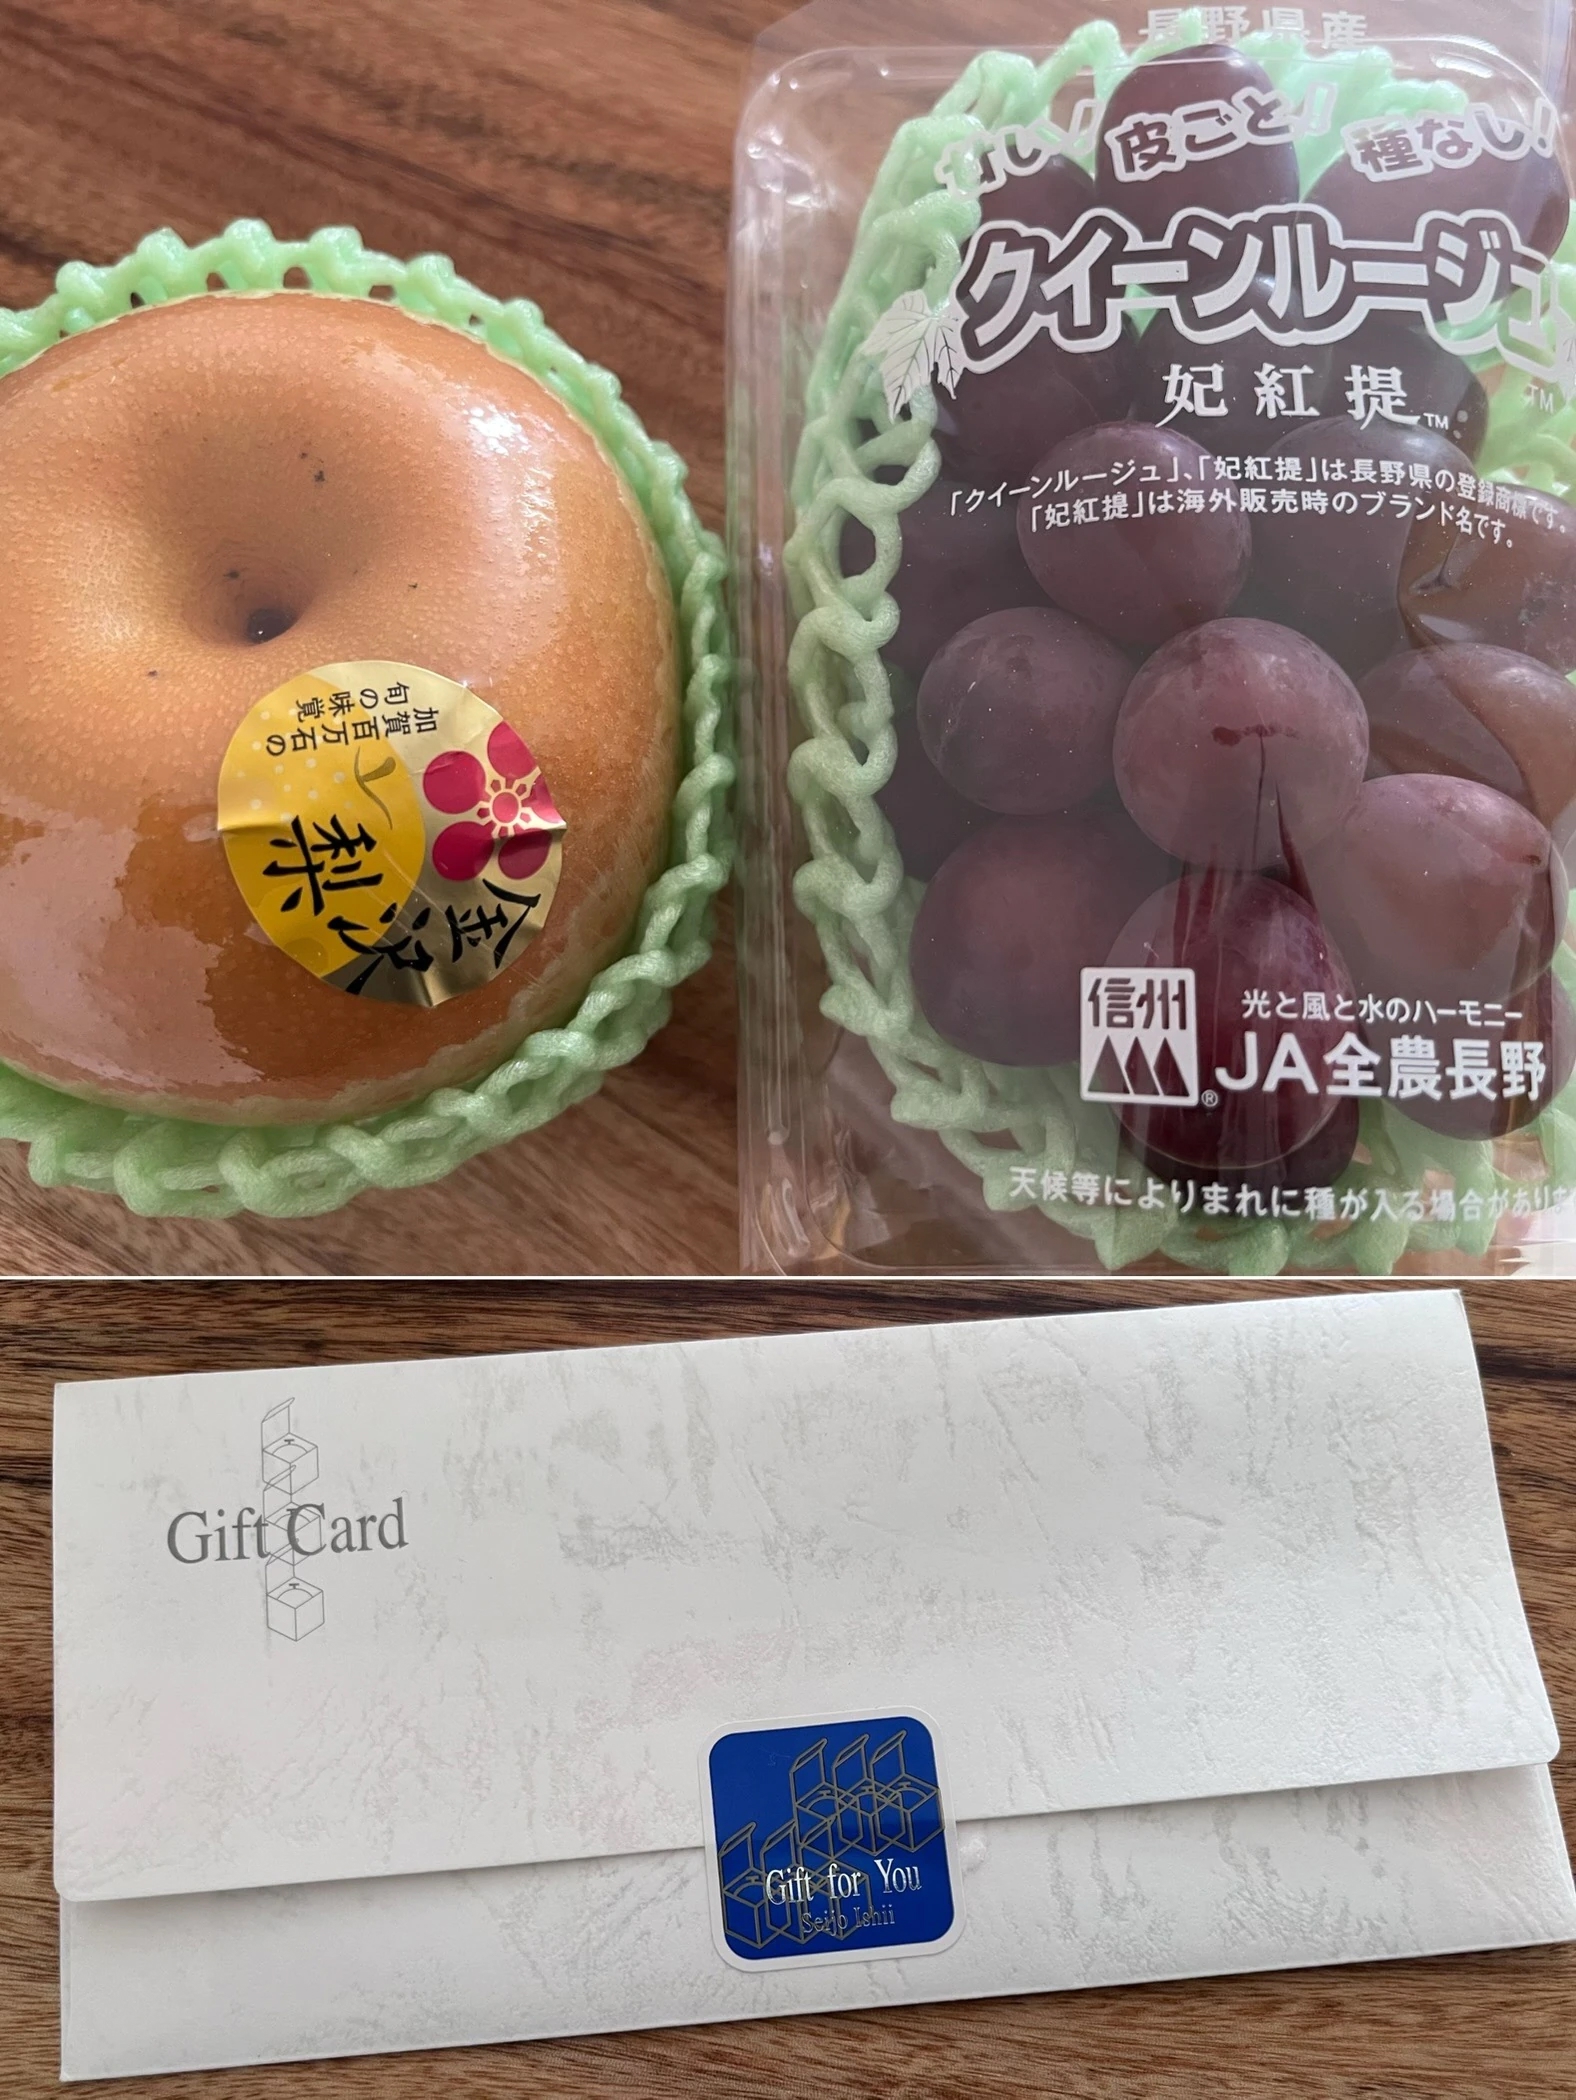 加賀百万石の
旬の味覚
金沢
梨
長野県産
甘い! 皮ごと! 種なし!
クイーンルージュ
TM
妃紅提TM
「クイーンルージュ」、「妃紅提」は長野県の登録商標です。
「妃紅提」は海外販売時のブランド名です。
信州
®
光と風と水のハーモニー
JA全農長野
天候等によりまれに種が入る場合がありま
Gift Card
Gift for You
Seijo Ishii